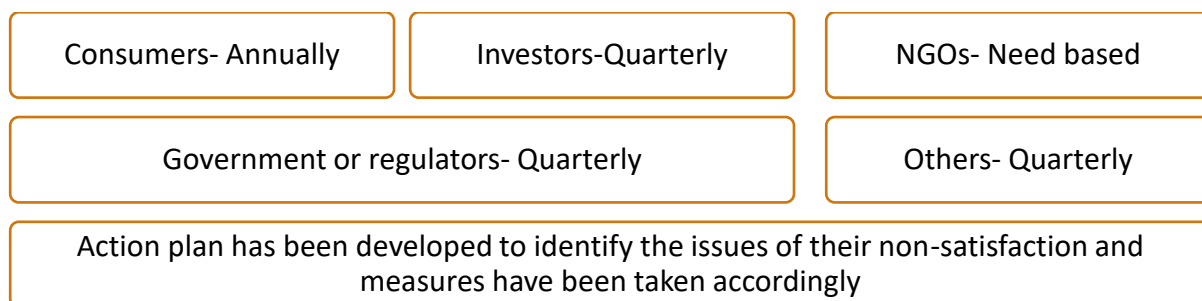 Consumers- Annually
Investors-Quarterly
NGOs- Need based
Government or regulators- Quarterly
Others- Quarterly
Action plan has been developed to identify the issues of their non-satisfaction and
measures have been taken accordingly